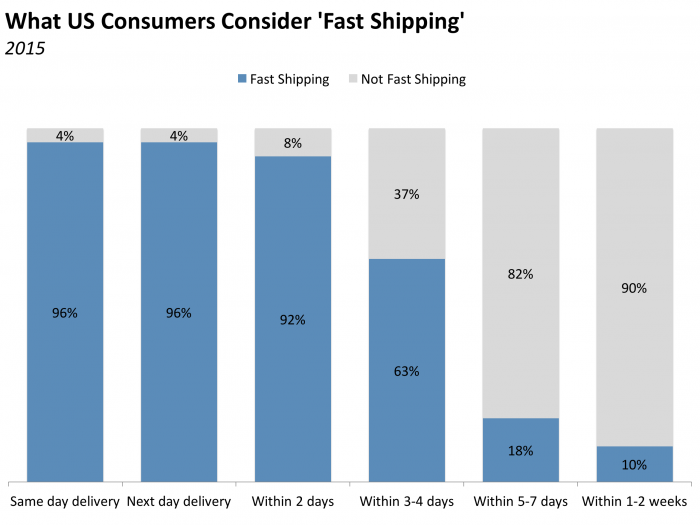 What US Consumers Consider 'Fast Shipping'
2015
Fast Shipping Not Fast Shipping
4% 4% 8% 37% 82% 90%
96% 96% 92% 63% 18% 10%
Same day delivery Next day delivery Within 2 days Within 3-4 days Within 5-7 days Within 1-2 weeks